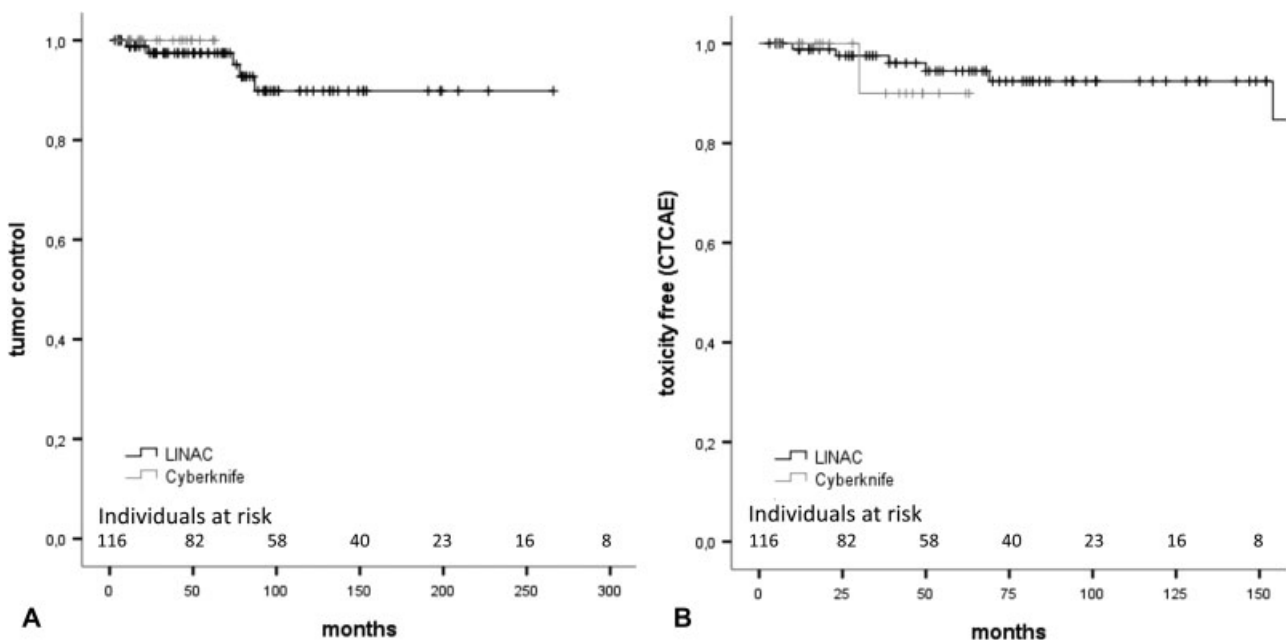 1,0
0,8
0,6
0,4
0,2
0,0
tumor control
LINAC
Cyberknife
Individuals at risk
116 82 58 40 23 16 8
0 50 100 150 200 250 300
months
A
1,0
0,8
0,6
0,4
0,2
0,0
toxicity free (CTCAE)
LINAC
Cyberknife
Individuals at risk
116 82 58 40 23 16 8
0 25 50 75 100 125 150
months
B